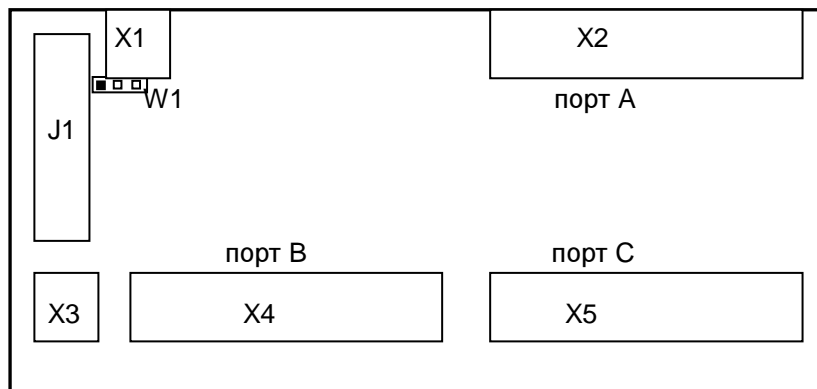 X1
X2
W1
порт А
J1
порт В
порт С
X3
X4
X5